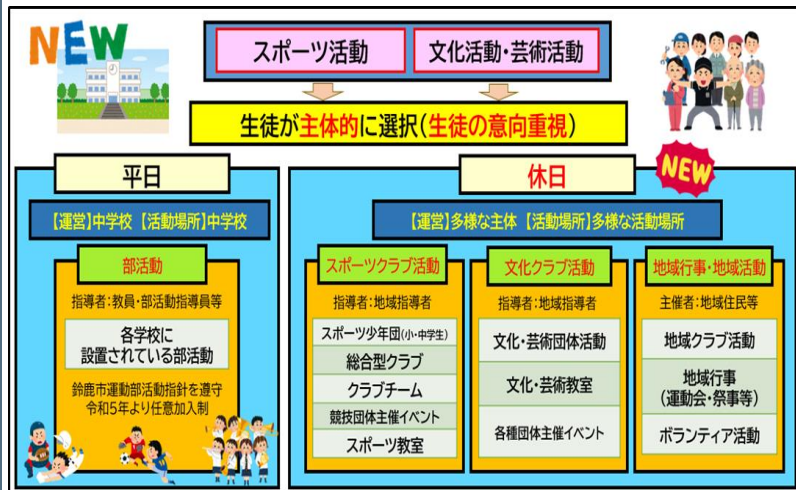 NEW
スポーツ活動
文化活動・芸術活動
生徒が主体的に選択(生徒の意向重視)
平日
【運営】中学校 【活動場所】中学校
部活動
指導者:教員・部活動指導員等
各学校に
設置されている部活動
鈴鹿市運動部活動指針を遵守
令和5年より任意加入制
休日
NEW
【運営】多様な主体 【活動場所】多様な活動場所
スポーツクラブ活動
指導者:地域指導者
スポーツ少年団(小・中学生)
総合型クラブ
クラブチーム
競技団体主催イベント
スポーツ教室
文化クラブ活動
指導者:地域指導者
文化・芸術団体活動
文化・芸術教室
各種団体主催イベント
地域行事・地域活動
主催者:地域住民等
地域クラブ活動
地域行事
(運動会・祭事等)
ボランティア活動